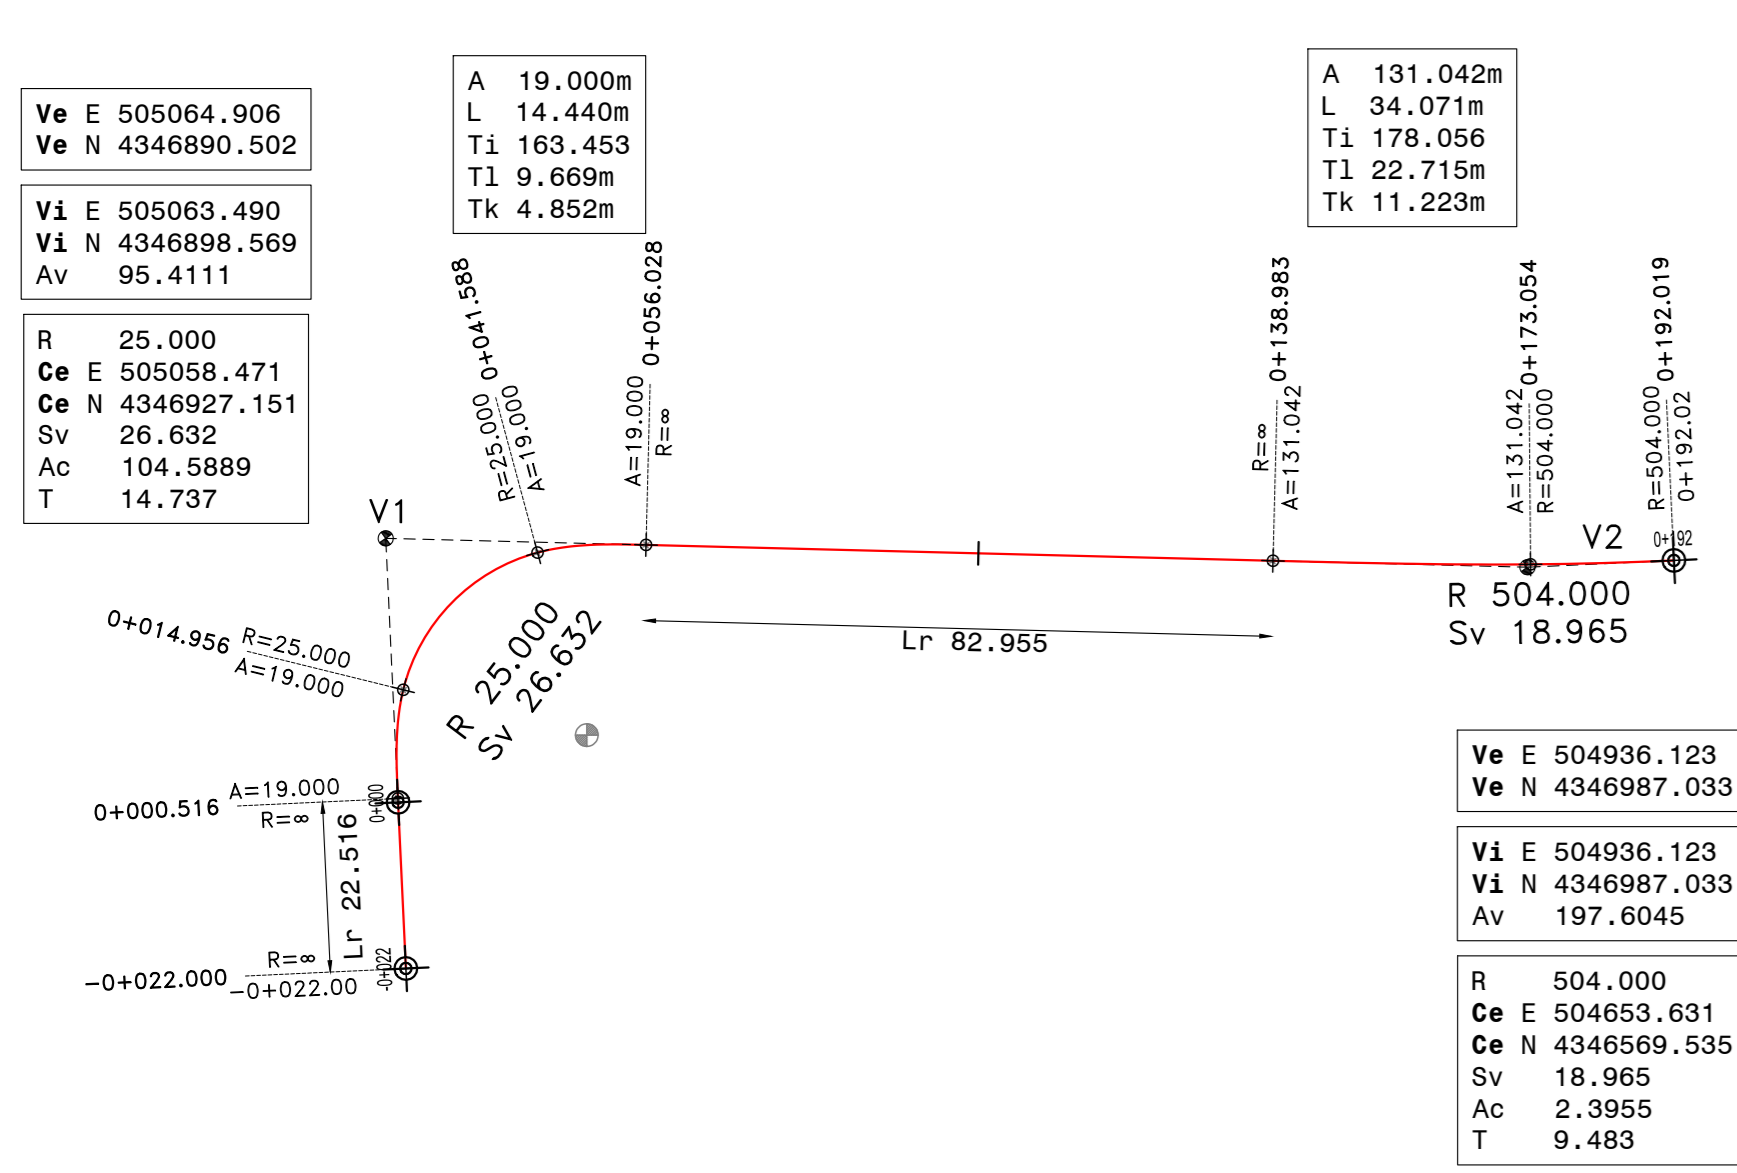 Ve E 505064.906
Ve N 4346890.502
Vi E 505063.490
Vi N 4346898.569
Av 95.4111
R 25.000
Ce E 505058.471
Ce N 4346927.151
Sv 26.632
Ac 104.5889
T 14.737
A 19.000m
L 14.440m
Ti 163.453
Tl 9.669m
Tk 4.852m
A 131.042m
L 34.071m
Ti 178.056
Tl 22.715m
Tk 11.223m
R=25.000 0+041.588
A=19.000
A=19.000 0+056.028
R=∞
R=∞ 0+138.983
A=131.042
A=131.042 0+173.054
R=504.000
R=504.000 0+192.019
0+192.02
V1
V2
0+192
R 504.000
Sv 18.965
Lr 82.955
0+014.956 R=25.000
A=19.000
R 25.000
Sv 26.632
0+000.516 A=19.000
R=∞
0+000
Lr 22.516
-0+022.000 R=∞
-0+022.00
-0+022
Ve E 504936.123
Ve N 4346987.033
Vi E 504936.123
Vi N 4346987.033
Av 197.6045
R 504.000
Ce E 504653.631
Ce N 4346569.535
Sv 18.965
Ac 2.3955
T 9.483